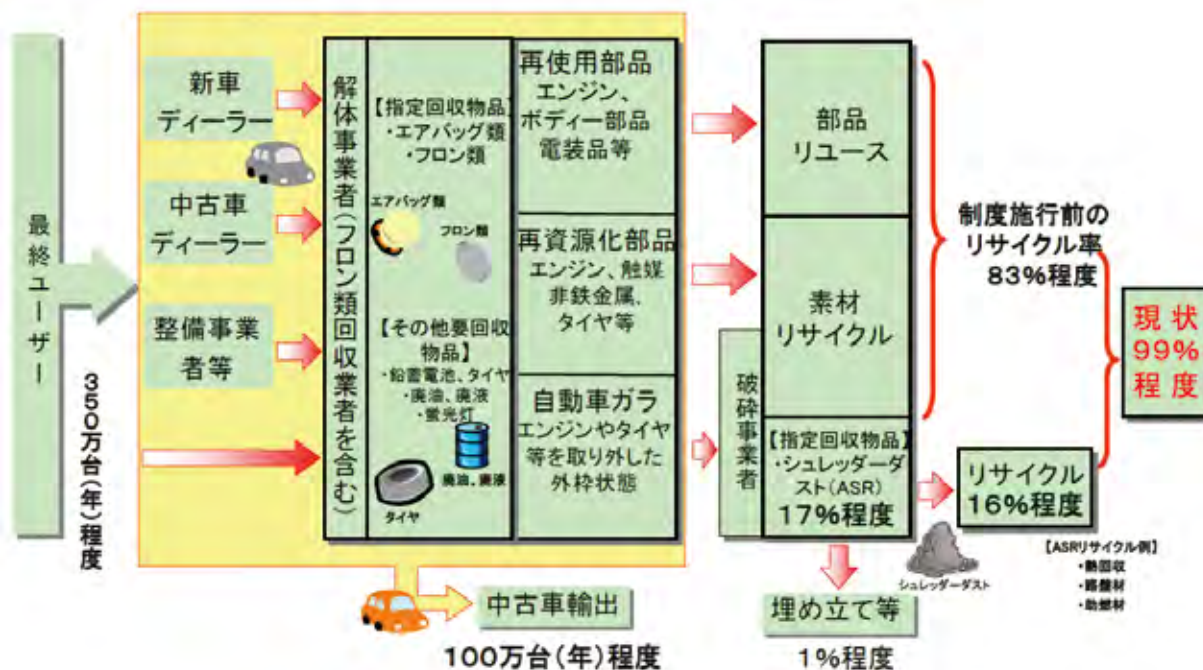 最終ユーザー
350万台(年)程度
新車
ディーラー
中古車
ディーラー
整備事業
者等
解体事業者(フロン類回収業者を含む)
【指定回収物品】
・エアバッグ類
・フロン類
エアバッグ類
フロン類
【その他要回収
物品】
・鉛蓄電池、タイヤ
・廃油、廃液
・蛍光灯
廃油、廃液
タイヤ
再使用部品
エンジン、
ボディー部品
電装品等
再資源化部品
エンジン、触媒
非鉄金属、
タイヤ等
自動車ガラ
エンジンやタイヤ
等を取り外した
外枠状態
中古車輸出
100万台(年)程度
破砕事業者
部品
リユース
素材
リサイクル
【指定回収物品】
・シュレッダーダ
スト(ASR)
17%程度
埋め立て等
1%程度
制度施行前の
リサイクル率
83%程度
リサイクル
16%程度
シュレッダーダスト
【ASRリサイクル例】
・熱回収
・路盤材
・助燃材
現状
99%
程度